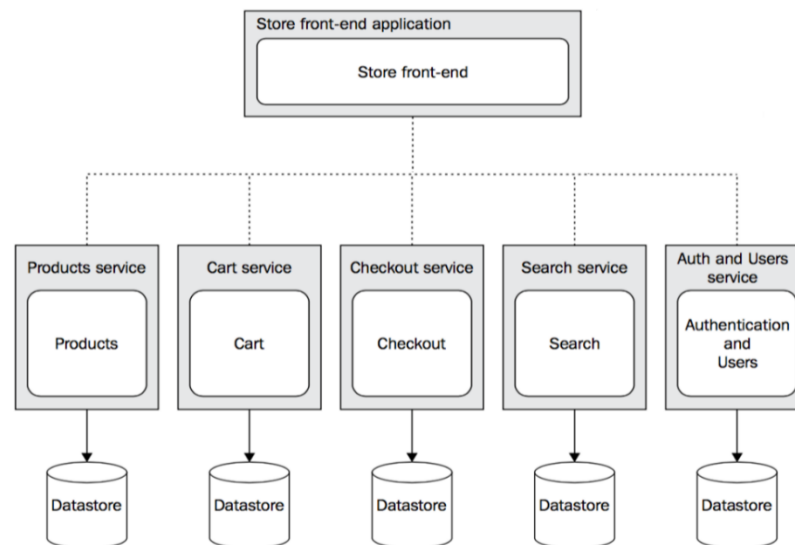 Store front-end application
Store front-end
Products service
Cart service
Checkout service
Search service
Auth and Users
service
Products
Cart
Checkout
Search
Authentication
and
Users
Datastore
Datastore
Datastore
Datastore
Datastore